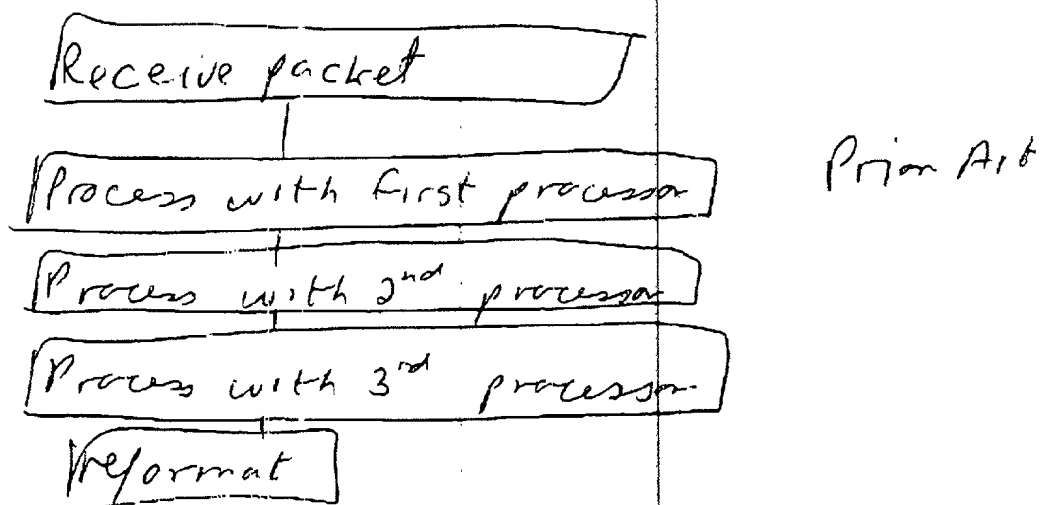 Receive packet
Process with first processor
Prior Art
Process with 2nd processor
Process with 3rd processor
reformat